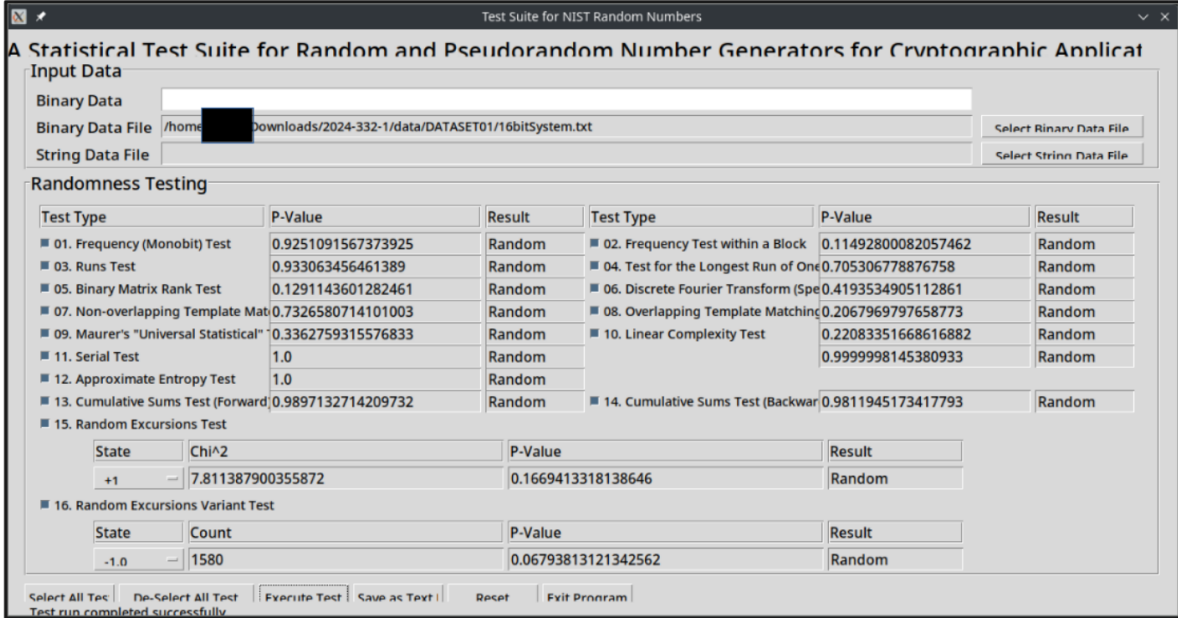 Test Suite for NIST Random Numbers
A Statistical Test Suite for Random and Pseudorandom Number Generators for Cryptographic Applicat
Input Data
Binary Data
Binary Data File /home Downloads/2024-332-1/data/DATASET01/16bitSystem.txt Select Binary Data File
String Data File Select String Data File
Randomness Testing
Test Type P-Value Result Test Type P-Value Result
01. Frequency (Monobit) Test 0.9251091567373925 Random 02. Frequency Test within a Block 0.11492800082057462 Random
03. Runs Test 0.933063456461389 Random 04. Test for the Longest Run of One 0.705306778876758 Random
05. Binary Matrix Rank Test 0.1291143601282461 Random 06. Discrete Fourier Transform (Spe 0.4193534905112861 Random
07. Non-overlapping Template Mat 0.7326580714101003 Random 08. Overlapping Template Matching 0.2067969797658773 Random
09. Maurer's "Universal Statistical" 0.3362759315576833 Random 10. Linear Complexity Test 0.2208335166861688​2 Random
11. Serial Test 1.0 Random 0.9999998145380933 Random
12. Approximate Entropy Test 1.0 Random
13. Cumulative Sums Test (Forward) 0.9897132714209732 Random 14. Cumulative Sums Test (Backwar 0.9811945173417793 Random
15. Random Excursions Test
State Chi^2 P-Value Result
+1 7.811387900355872 0.1669413318138646 Random
16. Random Excursions Variant Test
State Count P-Value Result
-1.0 1580 0.06793813121342562 Random
Select All Tes De-Select All Test Execute Test Save as Text Reset Exit Program
Test run completed successfully